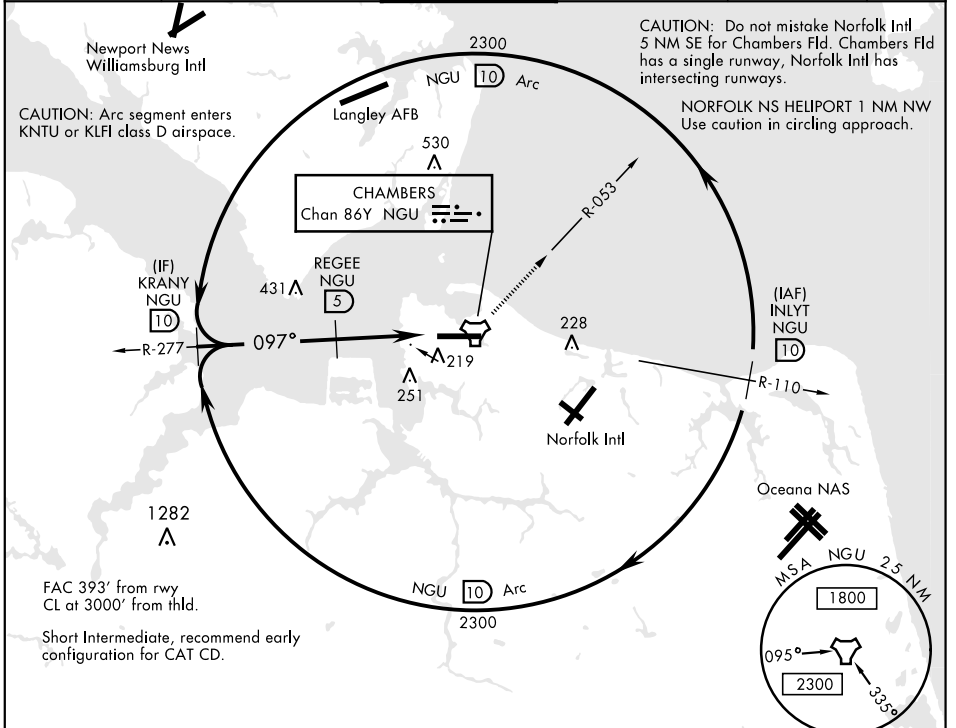 Newport News
Williamsburg Intl
CAUTION: Arc segment enters
KNTU or KLFI class D airspace.
2300
NGU 10 Arc
Langley AFB
CAUTION: Do not mistake Norfolk Intl
5 NM SE for Chambers Fld. Chambers Fld
has a single runway, Norfolk Intl has
intersecting runways.
NORFOLK NS HELIPORT 1 NM NW
Use caution in circling approach.
530
CHAMBERS
Chan 86Y NGU
R-053
(IF)
KRANY
NGU
10
431
REGEE
NGU
5
(IAF)
INLYT
NGU
10
R-277
097°
228
219
251
R-110
Norfolk Intl
Oceana NAS
1282
FAC 393' from rwy
CL at 3000' from thld.
Short Intermediate, recommend early
configuration for CAT CD.
NGU 10 Arc
2300
MSA NGU 25 NM
1800
095°
2300
335°